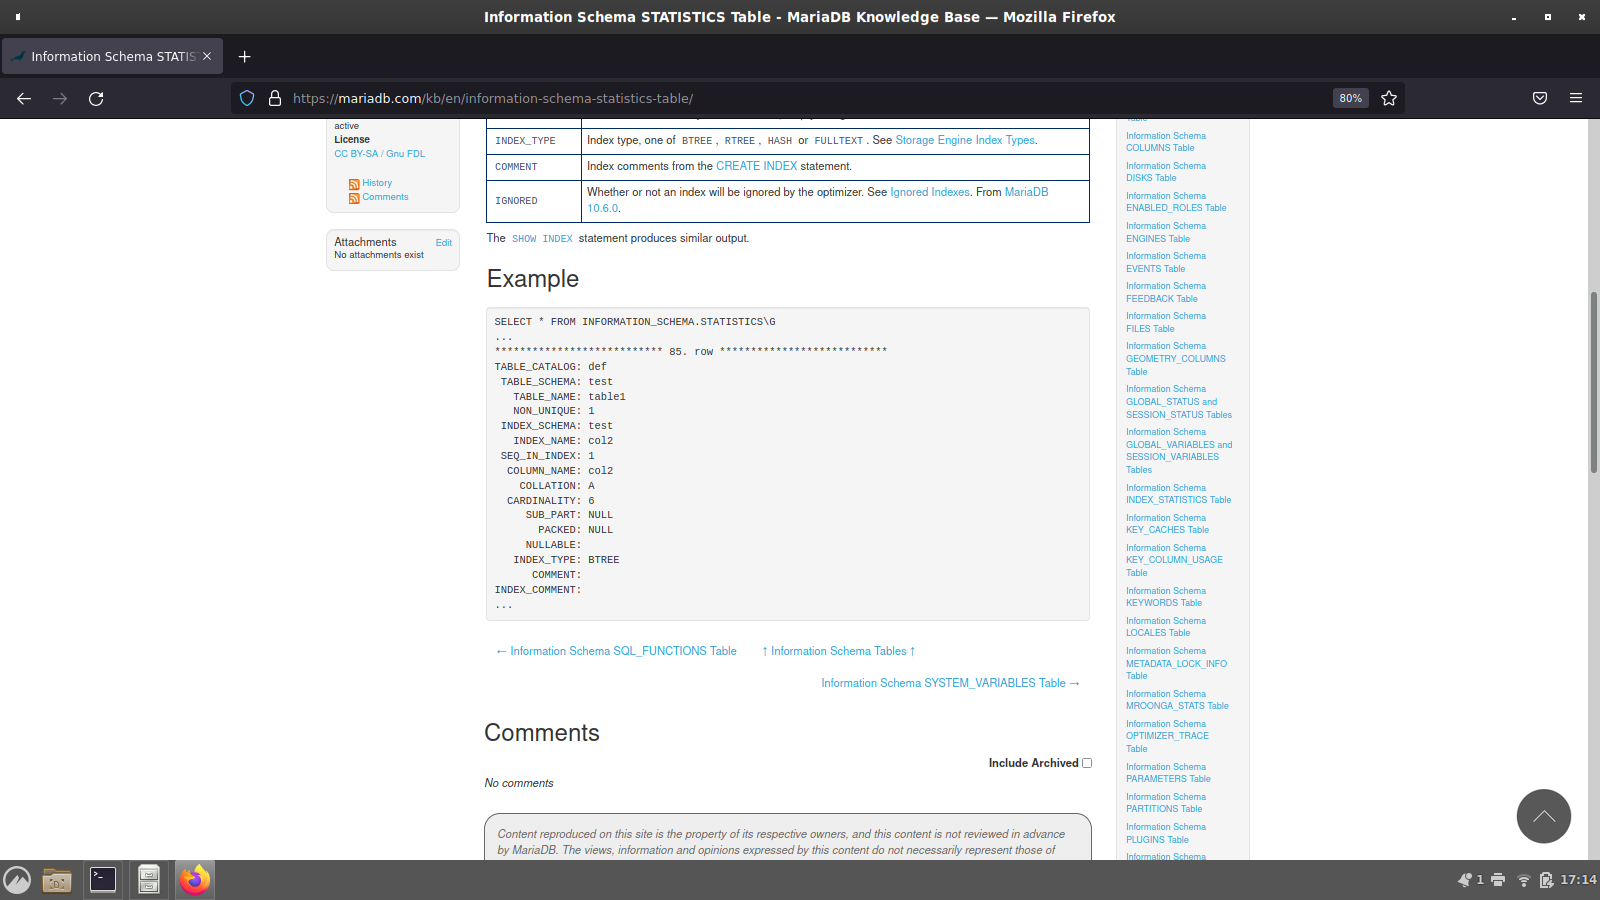 Information Schema STATISTICS Table - MariaDB Knowledge Base — Mozilla Firefox
Information Schema STATIS
https://mariadb.com/kb/en/information-schema-statistics-table/
80%
active
License
CC BY-SA / Gnu FDL
History
Comments
Attachments Edit
No attachments exist
INDEX_TYPE Index type, one of BTREE, RTREE, HASH or FULLTEXT. See Storage Engine Index Types.
COMMENT Index comments from the CREATE INDEX statement.
IGNORED Whether or not an index will be ignored by the optimizer. See Ignored Indexes. From MariaDB
10.6.0.
The SHOW INDEX statement produces similar output.
Example
SELECT * FROM INFORMATION_SCHEMA.STATISTICS\G
...
*************************** 85. row ***************************
TABLE_CATALOG: def
TABLE_SCHEMA: test
TABLE_NAME: table1
NON_UNIQUE: 1
INDEX_SCHEMA: test
INDEX_NAME: col2
SEQ_IN_INDEX: 1
COLUMN_NAME: col2
COLLATION: A
CARDINALITY: 6
SUB_PART: NULL
PACKED: NULL
NULLABLE:
INDEX_TYPE: BTREE
COMMENT:
INDEX_COMMENT:
...
← Information Schema SQL_FUNCTIONS Table ↑ Information Schema Tables ↑
Information Schema SYSTEM_VARIABLES Table →
Comments
Include Archived
No comments
Content reproduced on this site is the property of its respective owners, and this content is not reviewed in advance
by MariaDB. The views, information and opinions expressed by this content do not necessarily represent those of
Table
Information Schema
COLUMNS Table
Information Schema
DISKS Table
Information Schema
ENABLED_ROLES Table
Information Schema
ENGINES Table
Information Schema
EVENTS Table
Information Schema
FEEDBACK Table
Information Schema
FILES Table
Information Schema
GEOMETRY_COLUMNS
Table
Information Schema
GLOBAL_STATUS and
SESSION_STATUS Tables
Information Schema
GLOBAL_VARIABLES and
SESSION_VARIABLES
Tables
Information Schema
INDEX_STATISTICS Table
Information Schema
KEY_CACHES Table
Information Schema
KEY_COLUMN_USAGE
Table
Information Schema
KEYWORDS Table
Information Schema
LOCALES Table
Information Schema
METADATA_LOCK_INFO
Table
Information Schema
MROONGA_STATS Table
Information Schema
OPTIMIZER_TRACE
Table
Information Schema
PARAMETERS Table
Information Schema
PARTITIONS Table
Information Schema
PLUGINS Table
Information Schema
1
17:14